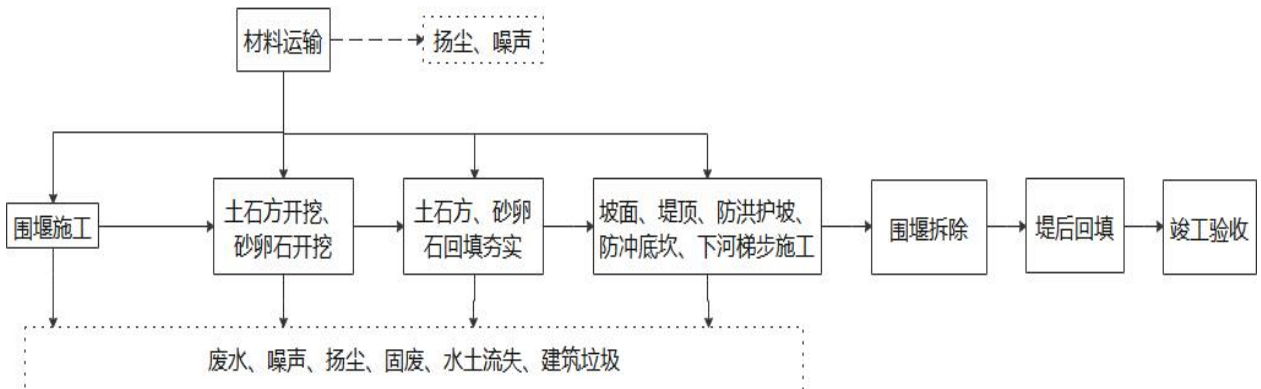 材料运输
扬尘、噪声
围堰施工
土石方开挖、
砂卵石开挖
土石方、砂卵
石回填夯实
坡面、堤顶、防洪护坡、
防冲底坎、下河梯步施工
围堰拆除
堤后回填
竣工验收
废水、噪声、扬尘、固废、水土流失、建筑垃圾